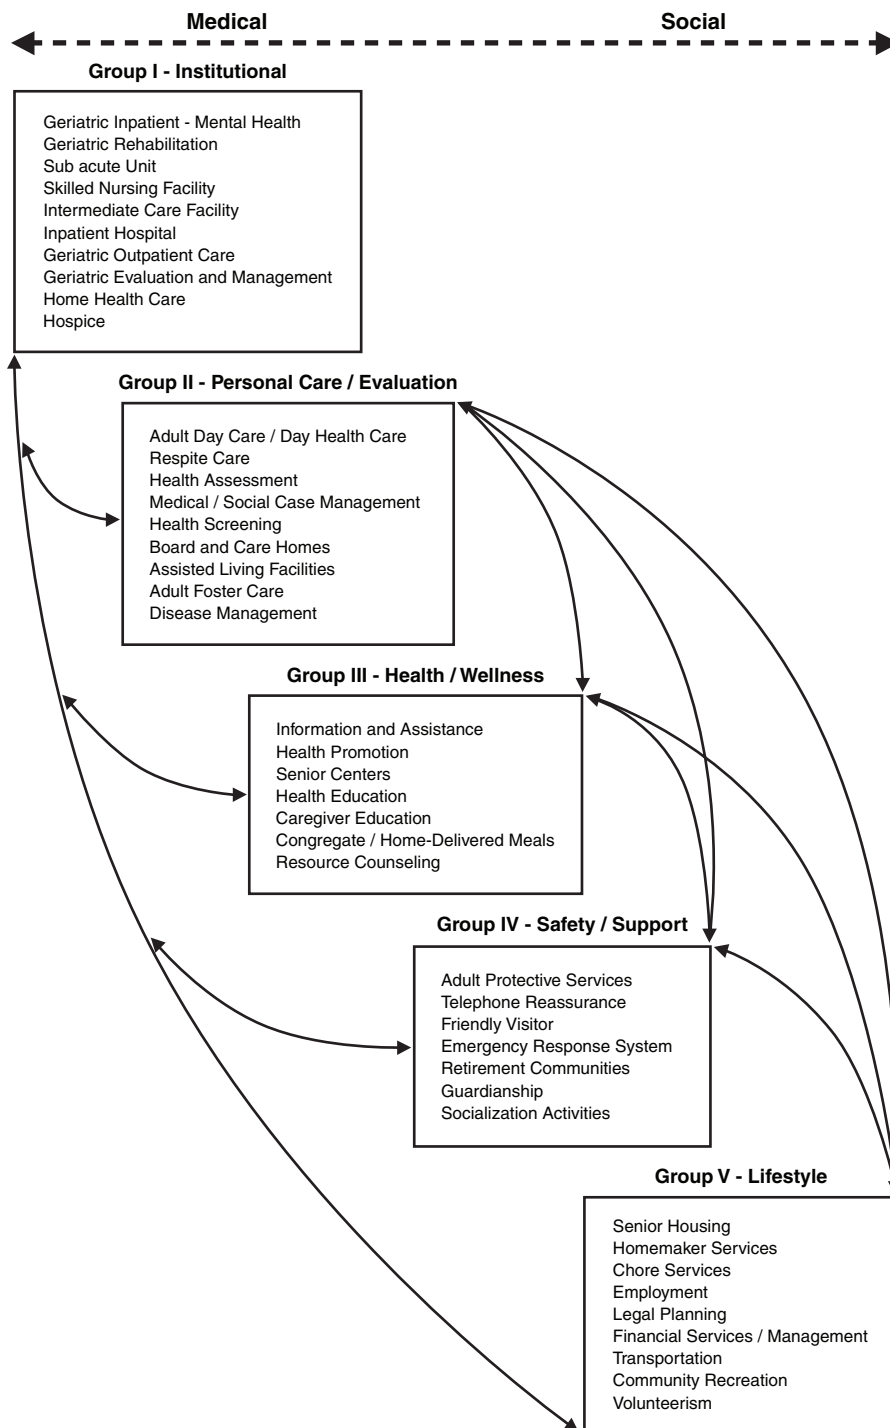 Medical
Social
Group I - Institutional
Geriatric Inpatient - Mental Health
Geriatric Rehabilitation
Sub acute Unit
Skilled Nursing Facility
Intermediate Care Facility
Inpatient Hospital
Geriatric Outpatient Care
Geriatric Evaluation and Management
Home Health Care
Hospice
Group II - Personal Care / Evaluation
Adult Day Care / Day Health Care
Respite Care
Health Assessment
Medical / Social Case Management
Health Screening
Board and Care Homes
Assisted Living Facilities
Adult Foster Care
Disease Management
Group III - Health / Wellness
Information and Assistance
Health Promotion
Senior Centers
Health Education
Caregiver Education
Congregate / Home-Delivered Meals
Resource Counseling
Group IV - Safety / Support
Adult Protective Services
Telephone Reassurance
Friendly Visitor
Emergency Response System
Retirement Communities
Guardianship
Socialization Activities
Group V - Lifestyle
Senior Housing
Homemaker Services
Chore Services
Employment
Legal Planning
Financial Services / Management
Transportation
Community Recreation
Volunteerism